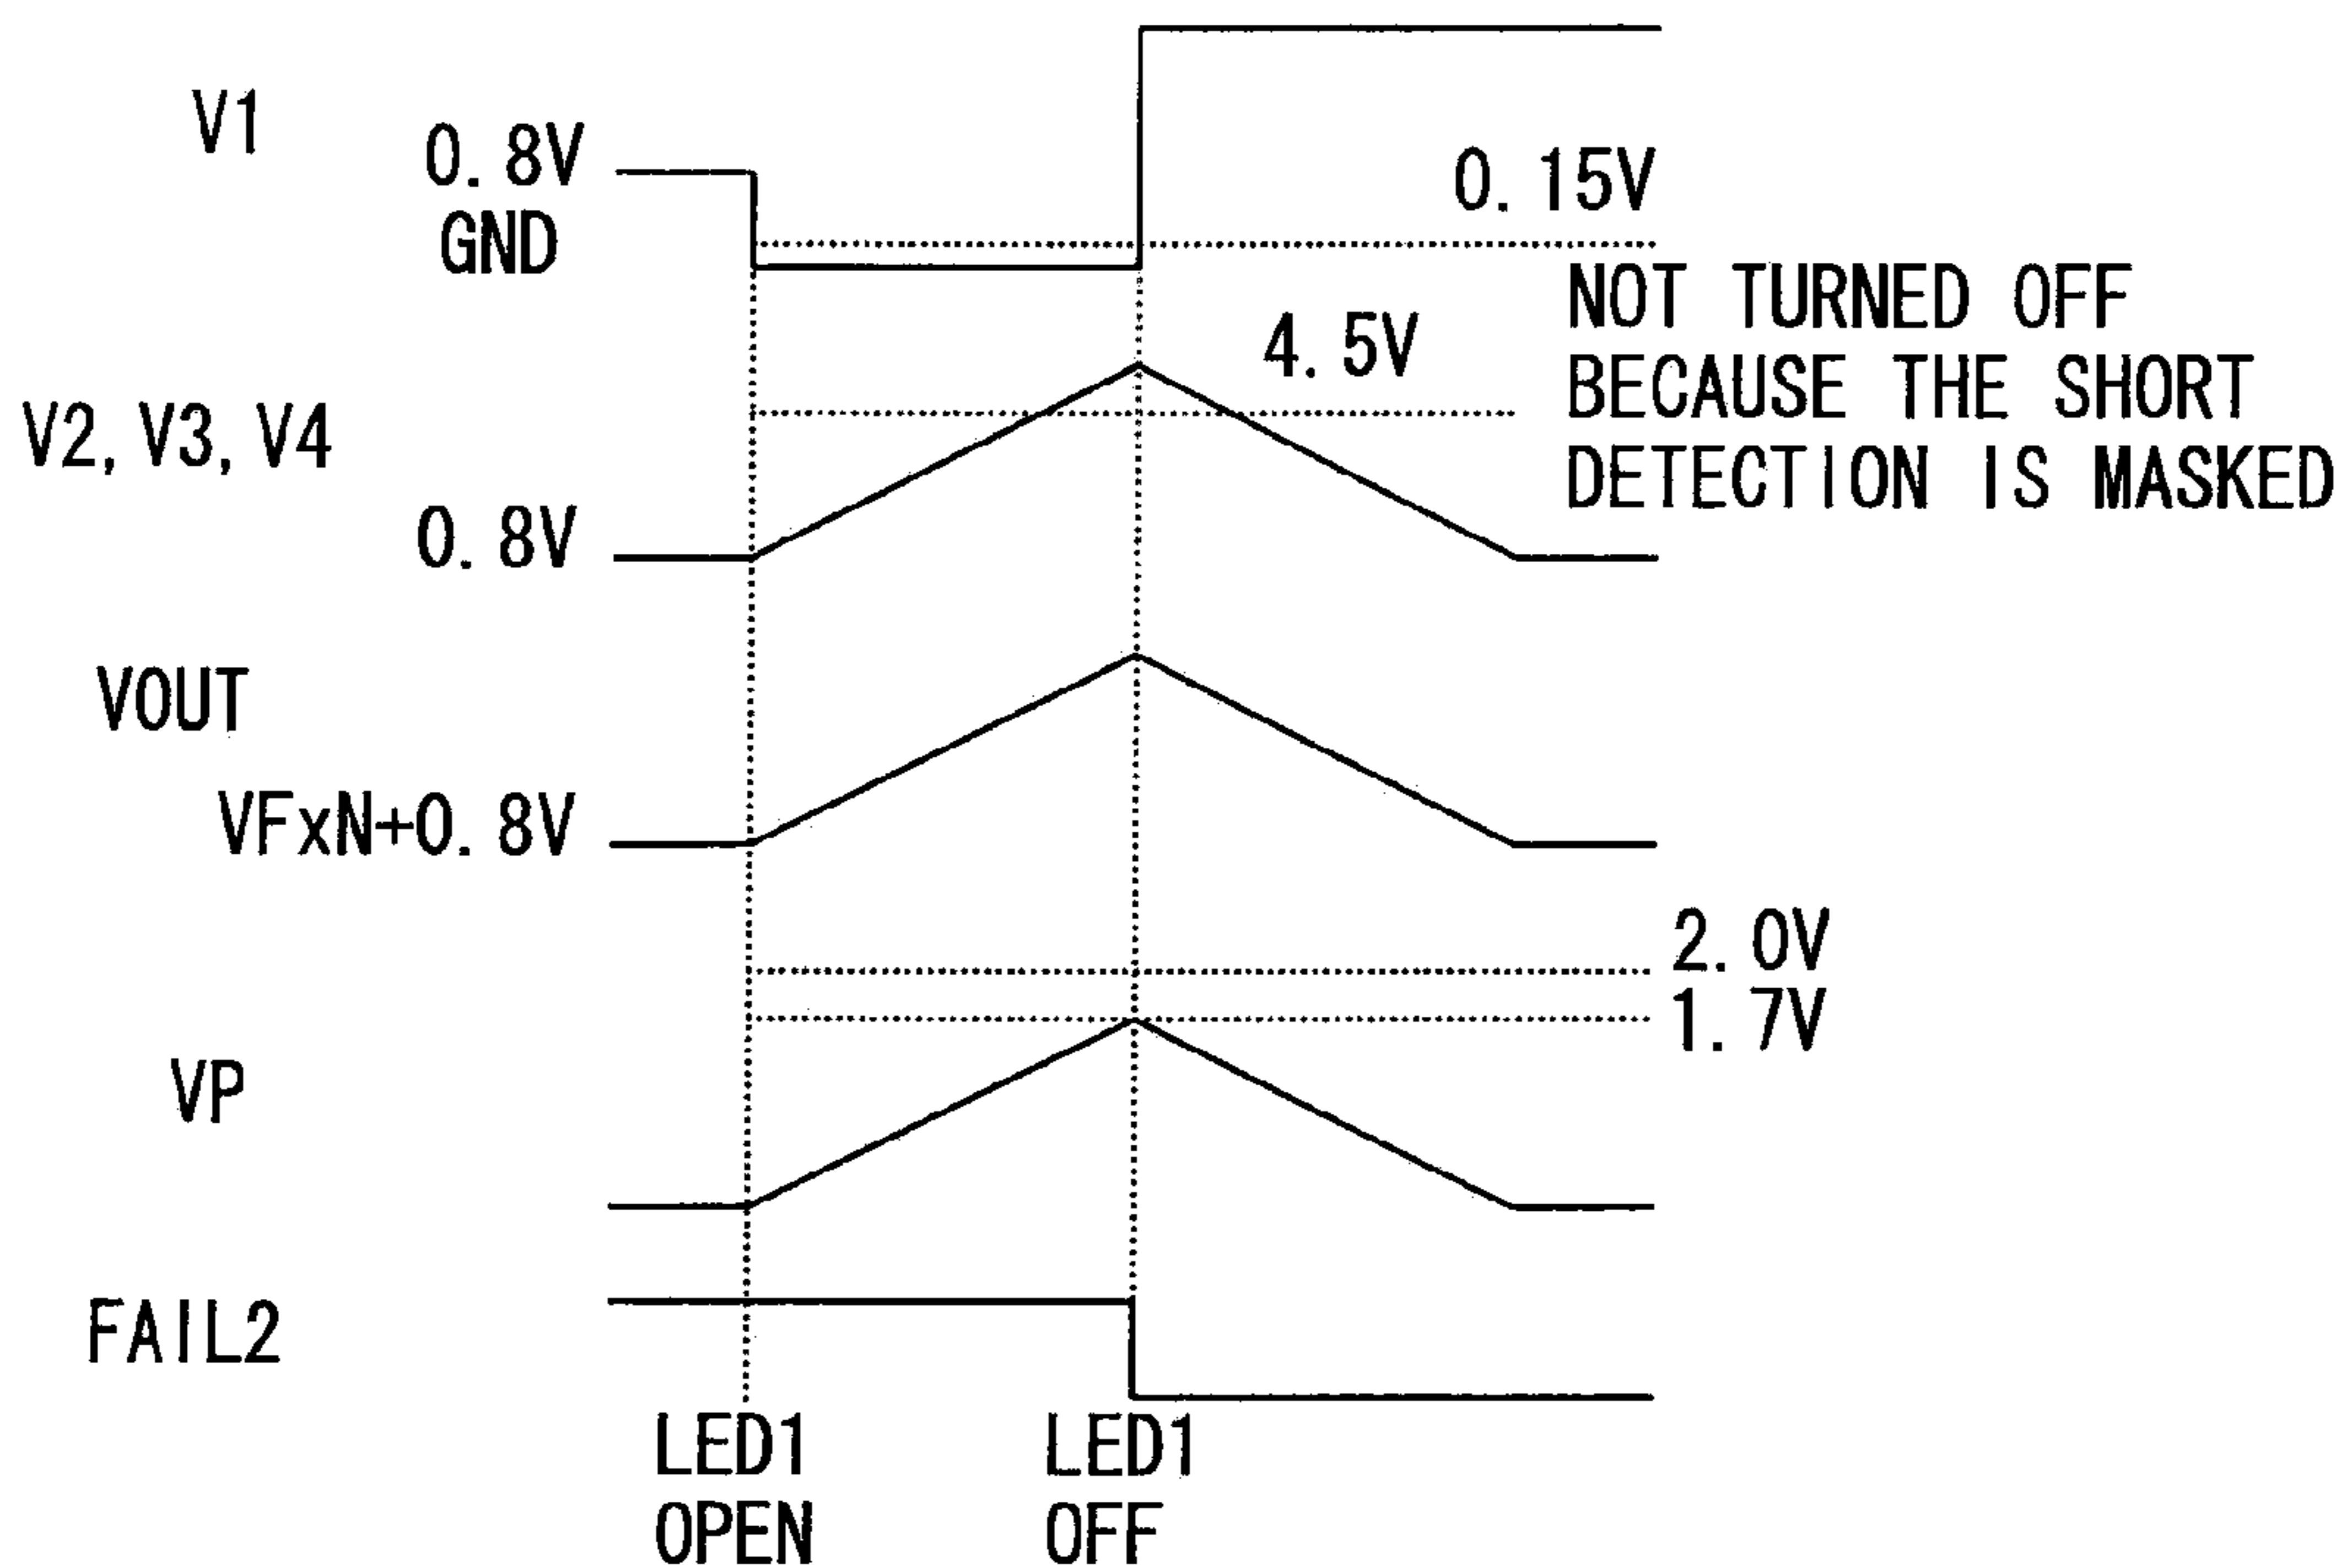 V1
0.8V
GND
0.15V
NOT TURNED OFF
BECAUSE THE SHORT
DETECTION IS MASKED
4.5V
V2,V3,V4
0.8V
VOUT
VFxN+0.8V
2.0V
1.7V
VP
FAIL2
LED1
OPEN
LED1
OFF